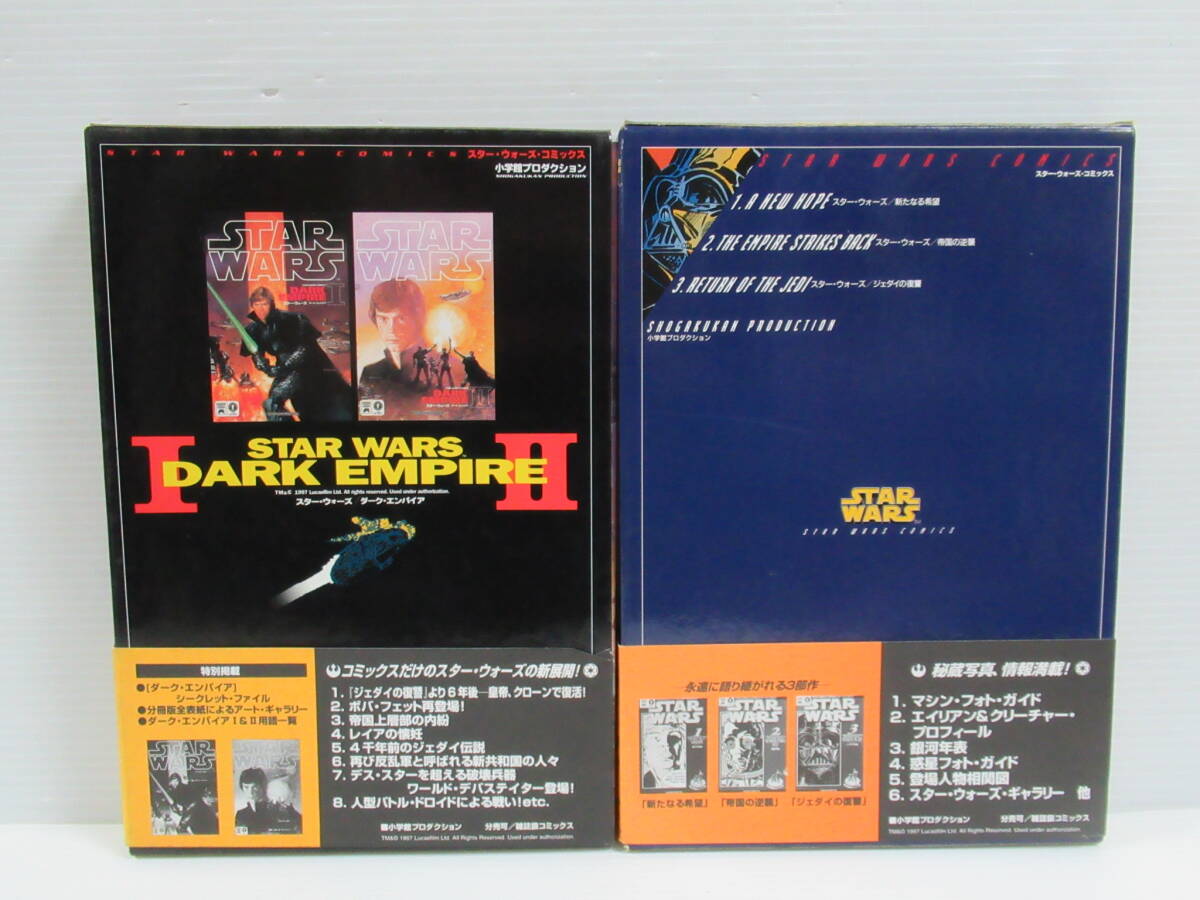 STAR WARS COMICS スター・ウォーズ・コミックス
小学館プロダクション
SHOGAKUKAN PRODUCTION
STAR
WARS
DARK
EMPIRE I
STAR
WARS
DARK
EMPIRE II
I
STAR WARS
DARK EMPIRE
II
TM&© 1997 Lucasfilm Ltd. All rights reserved. Used under authorization.
スター・ウォーズ ダーク・エンパイア
特別掲載
●[ダーク・エンパイア]
シークレット・ファイル
●分冊版全表紙によるアート・ギャラリー
●ダーク・エンパイアI&II用語一覧
STAR
WARS
STAR
WARS
コミックスだけのスター・ウォーズの新展開!
1.「ジェダイの復讐」より6年後—皇帝、クローンで復活!
2. ボバ・フェット再登場!
3. 帝国上層部の内紛
4. レイアの懐妊
5. 4千年前のジェダイ伝説
6. 再び反乱軍と呼ばれる新共和国の人々
7. デス・スターを超える破壊兵器
ワールド・デバステイター登場!
8. 人型バトル・ドロイドによる戦い!etc.
■小学館プロダクション 分売可/雑誌扱コミックス
TM&© 1997 Lucasfilm Ltd. All Rights Reserved. Used Under authorization.
STAR WARS COMICS
スター・ウォーズ・コミックス
1. A NEW HOPE スター・ウォーズ/新たなる希望
2. THE EMPIRE STRIKES BACK スター・ウォーズ/帝国の逆襲
3. RETURN OF THE JEDI スター・ウォーズ/ジェダイの復讐
SHOGAKUKAN PRODUCTION
小学館プロダクション
STAR
WARS
STAR WARS COMICS
永遠に語り継がれる3部作
STAR
WARS
1
STAR
WARS
2
STAR
WARS
3
「新たなる希望」 「帝国の逆襲」 「ジェダイの復讐」
秘蔵写真、情報満載!
1. マシン・フォト・ガイド
2. エイリアン&クリーチャー・
プロフィール
3. 銀河年表
4. 惑星フォト・ガイド
5. 登場人物相関図
6. スター・ウォーズ・ギャラリー 他
■小学館プロダクション 分売可/雑誌扱コミックス
TM&© 1997 Lucasfilm Ltd. All Rights Reserved. Used Under authorization.